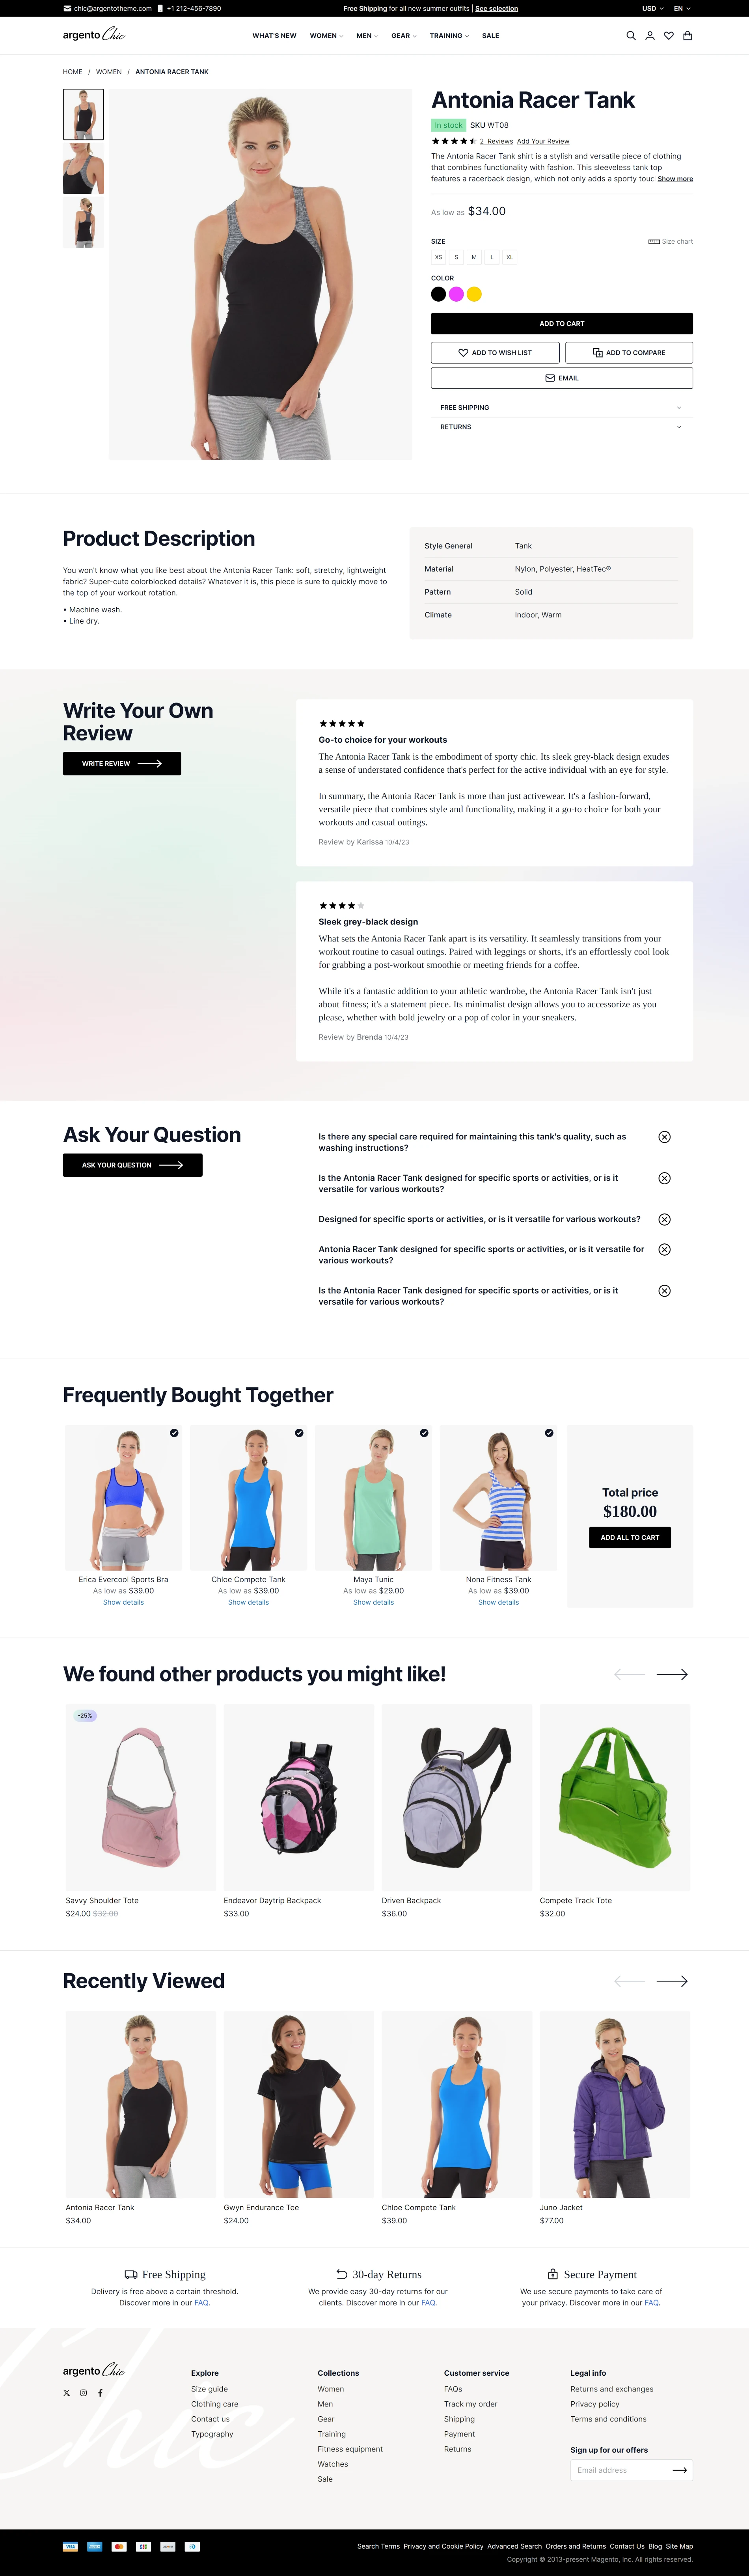 chic@argentotheme.com +1 212-456-7890 Free Shipping for all new summer outfits | See selection USD EN
argento Chic WHAT'S NEW WOMEN MEN GEAR TRAINING SALE
HOME / WOMEN / ANTONIA RACER TANK
Antonia Racer Tank
In stock SKU WT08
2 Reviews Add Your Review
The Antonia Racer Tank shirt is a stylish and versatile piece of clothing
that combines functionality with fashion. This sleeveless tank top
features a racerback design, which not only adds a sporty touc Show more
As low as $34.00
SIZE Size chart
XS S M L XL
COLOR
ADD TO CART
ADD TO WISH LIST ADD TO COMPARE
EMAIL
FREE SHIPPING
RETURNS
Product Description
You won't know what you like best about the Antonia Racer Tank: soft, stretchy, lightweight
fabric? Super-cute colorblocked details? Whatever it is, this piece is sure to quickly move to
the top of your workout rotation.
• Machine wash.
• Line dry.
Style General Tank
Material Nylon, Polyester, HeatTec®
Pattern Solid
Climate Indoor, Warm
Write Your Own
Review
WRITE REVIEW
Go-to choice for your workouts
The Antonia Racer Tank is the embodiment of sporty chic. Its sleek grey-black design exudes
a sense of understated confidence that's perfect for the active individual with an eye for style.
In summary, the Antonia Racer Tank is more than just activewear. It's a fashion-forward,
versatile piece that combines style and functionality, making it a go-to choice for both your
workouts and casual outings.
Review by Karissa 10/4/23
Sleek grey-black design
What sets the Antonia Racer Tank apart is its versatility. It seamlessly transitions from your
workout routine to casual outings. Paired with leggings or shorts, it's an effortlessly cool look
for grabbing a post-workout smoothie or meeting friends for a coffee.
While it's a fantastic addition to your athletic wardrobe, the Antonia Racer Tank isn't just
about fitness; it's a statement piece. Its minimalist design allows you to accessorize as you
please, whether with bold jewelry or a pop of color in your sneakers.
Review by Brenda 10/4/23
Ask Your Question
ASK YOUR QUESTION
Is there any special care required for maintaining this tank's quality, such as
washing instructions?
Is the Antonia Racer Tank designed for specific sports or activities, or is it
versatile for various workouts?
Designed for specific sports or activities, or is it versatile for various workouts?
Antonia Racer Tank designed for specific sports or activities, or is it versatile for
various workouts?
Is the Antonia Racer Tank designed for specific sports or activities, or is it
versatile for various workouts?
Frequently Bought Together
Erica Evercool Sports Bra
As low as $39.00
Show details
Chloe Compete Tank
As low as $39.00
Show details
Maya Tunic
As low as $29.00
Show details
Nona Fitness Tank
As low as $39.00
Show details
Total price
$180.00
ADD ALL TO CART
We found other products you might like!
-25%
Savvy Shoulder Tote
$24.00 $32.00
Endeavor Daytrip Backpack
$33.00
Driven Backpack
$36.00
Compete Track Tote
$32.00
Recently Viewed
Antonia Racer Tank
$34.00
Gwyn Endurance Tee
$24.00
Chloe Compete Tank
$39.00
Juno Jacket
$77.00
Free Shipping
Delivery is free above a certain threshold.
Discover more in our FAQ.
30-day Returns
We provide easy 30-day returns for our
clients. Discover more in our FAQ.
Secure Payment
We use secure payments to take care of
your privacy. Discover more in our FAQ.
Chic
argento Chic
Explore
Size guide
Clothing care
Contact us
Typography
Collections
Women
Men
Gear
Training
Fitness equipment
Watches
Sale
Customer service
FAQs
Track my order
Shipping
Payment
Returns
Legal info
Returns and exchanges
Privacy policy
Terms and conditions
Sign up for our offers
Email address
VISA
Search Terms Privacy and Cookie Policy Advanced Search Orders and Returns Contact Us Blog Site Map
Copyright © 2013-present Magento, Inc. All rights reserved.